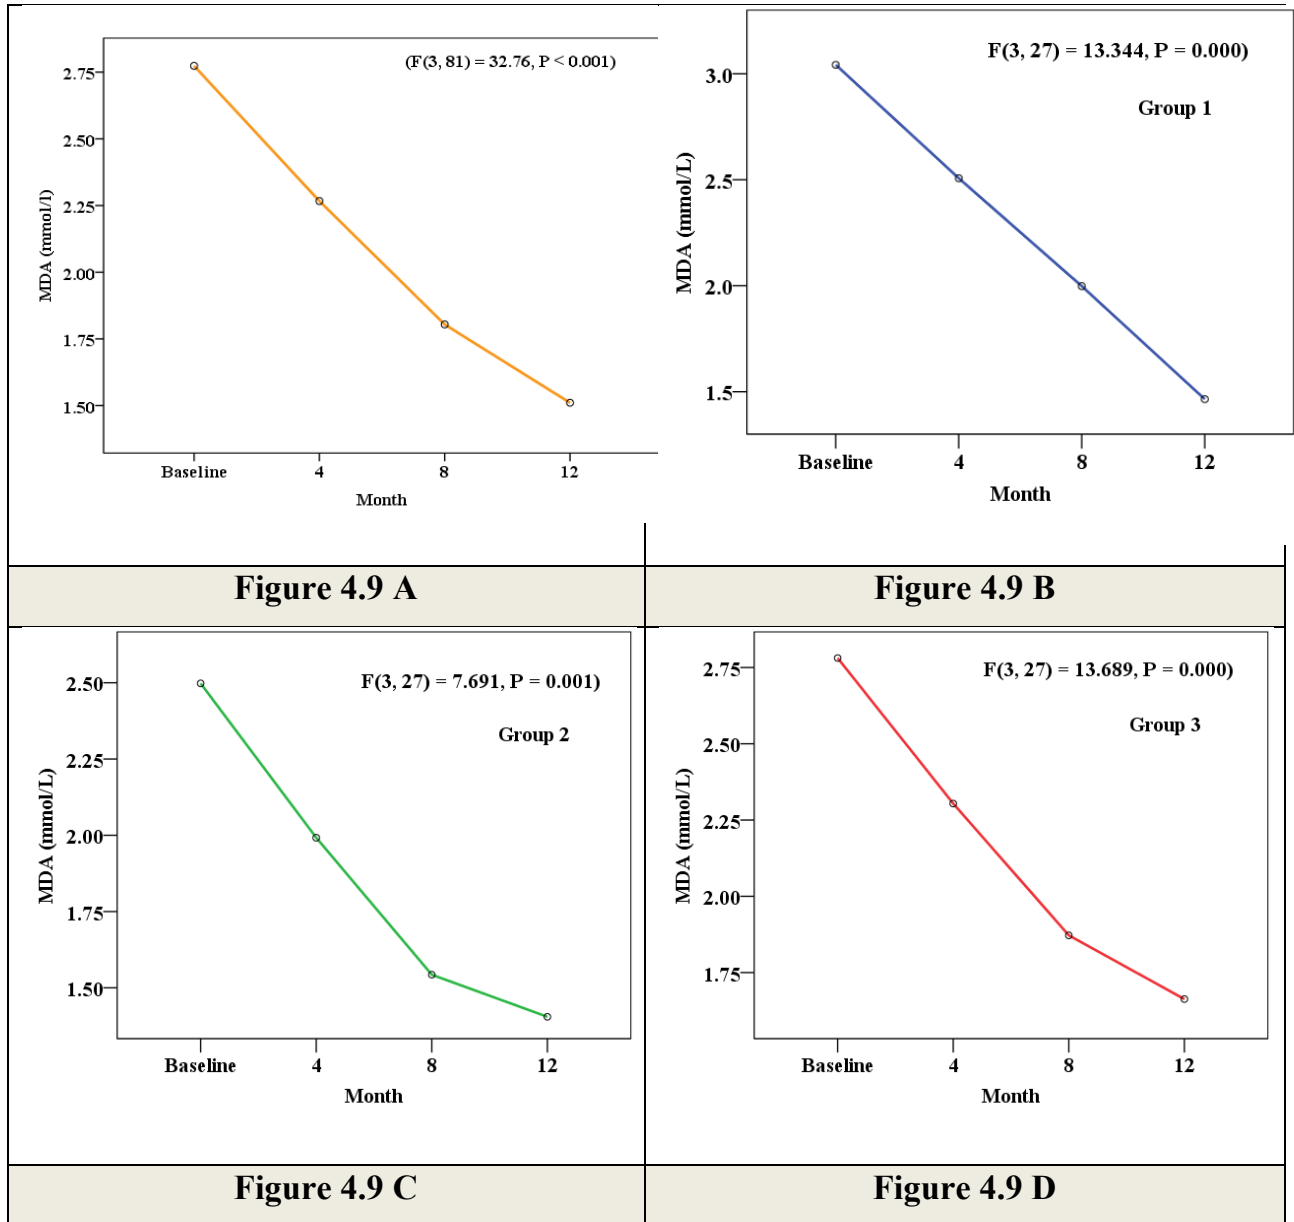 (F(3, 81) = 32.76, P < 0.001)
2.75
2.50
2.25
2.00
1.75
1.50
MDA (mmol/l)
Baseline 4 8 12
Month
F(3, 27) = 13.344, P = 0.000)
Group 1
3.0
2.5
2.0
1.5
MDA (mmol/L)
Baseline 4 8 12
Month
Figure 4.9 A
Figure 4.9 B
F(3, 27) = 7.691, P = 0.001)
Group 2
2.50
2.25
2.00
1.75
1.50
MDA (mmol/L)
Baseline 4 8 12
Month
F(3, 27) = 13.689, P = 0.000)
Group 3
2.75
2.50
2.25
2.00
1.75
MDA (mmol/L)
Baseline 4 8 12
Month
Figure 4.9 C
Figure 4.9 D